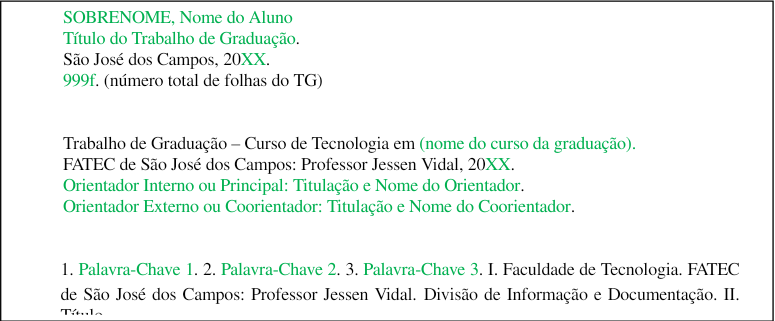 SOBRENOME, Nome do Aluno
Título do Trabalho de Graduação.
São José dos Campos, 20XX.
999f. (número total de folhas do TG)
Trabalho de Graduação – Curso de Tecnologia em (nome do curso da graduação).
FATEC de São José dos Campos: Professor Jessen Vidal, 20XX.
Orientador Interno ou Principal: Titulação e Nome do Orientador.
Orientador Externo ou Coorientador: Titulação e Nome do Coorientador.
1. Palavra-Chave 1. 2. Palavra-Chave 2. 3. Palavra-Chave 3. I. Faculdade de Tecnologia. FATEC
de São José dos Campos: Professor Jessen Vidal. Divisão de Informação e Documentação. II.
Título